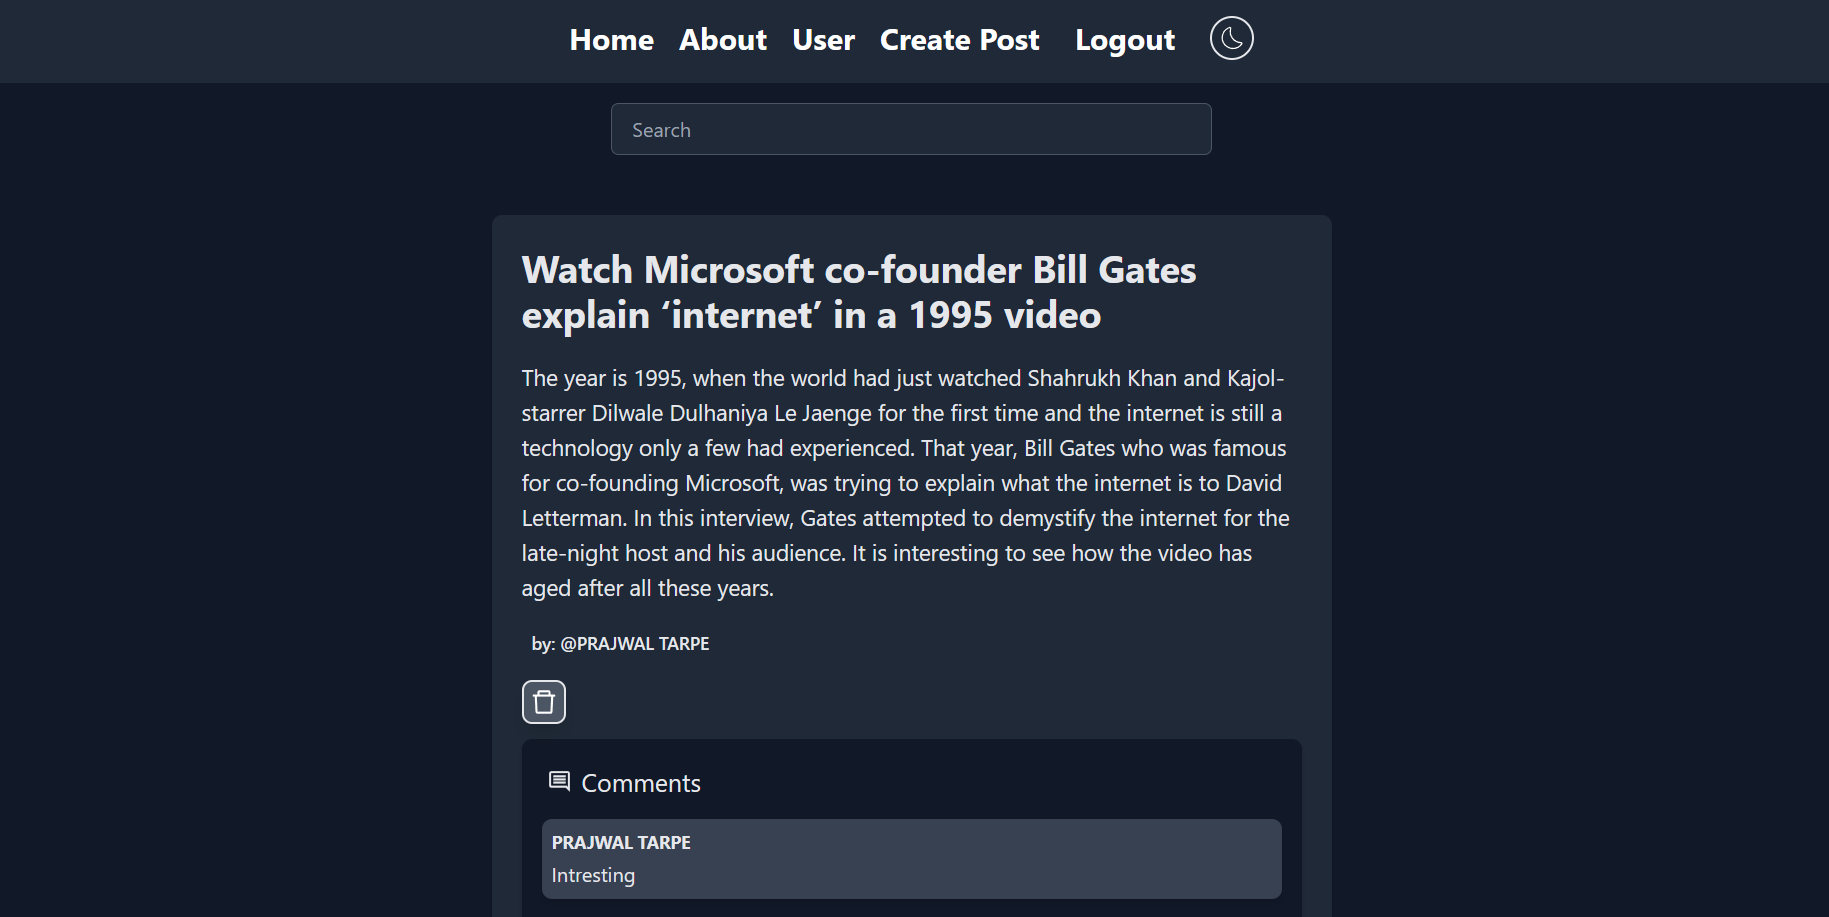 Home About User Create Post Logout
Search
Watch Microsoft co-founder Bill Gates
explain ‘internet’ in a 1995 video
The year is 1995, when the world had just watched Shahrukh Khan and Kajol-
starrer Dilwale Dulhaniya Le Jaenge for the first time and the internet is still a
technology only a few had experienced. That year, Bill Gates who was famous
for co-founding Microsoft, was trying to explain what the internet is to David
Letterman. In this interview, Gates attempted to demystify the internet for the
late-night host and his audience. It is interesting to see how the video has
aged after all these years.
by: @PRAJWAL TARPE
Comments
PRAJWAL TARPE
Intresting